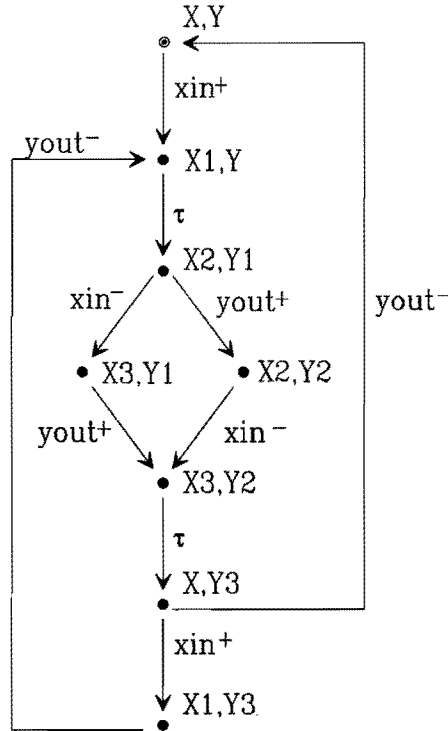 X,Y
xin⁺
yout⁻
X1,Y
τ
X2,Y1
xin⁻
yout⁺
yout⁻
X3,Y1
X2,Y2
yout⁺
xin⁻
X3,Y2
τ
X,Y3
xin⁺
X1,Y3